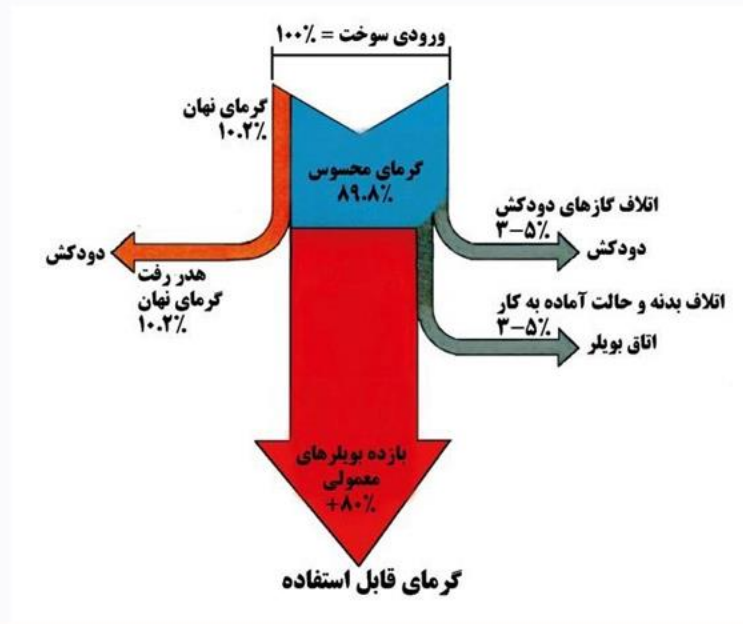 ورودی سوخت = ۱۰۰٪
گرمای نهان
۱۰.۲٪
گرمای محسوس
۸۹.۸٪
اتلاف گازهای دودکش
۳-۵٪
دودکش
دودکش
هدر رفت
گرمای نهان
۱۰.۲٪
اتلاف بدنه و حالت آماده به کار
۳-۵٪
اتاق بویلر
بازده بویلرهای
معمولی
+۸۰٪
گرمای قابل استفاده